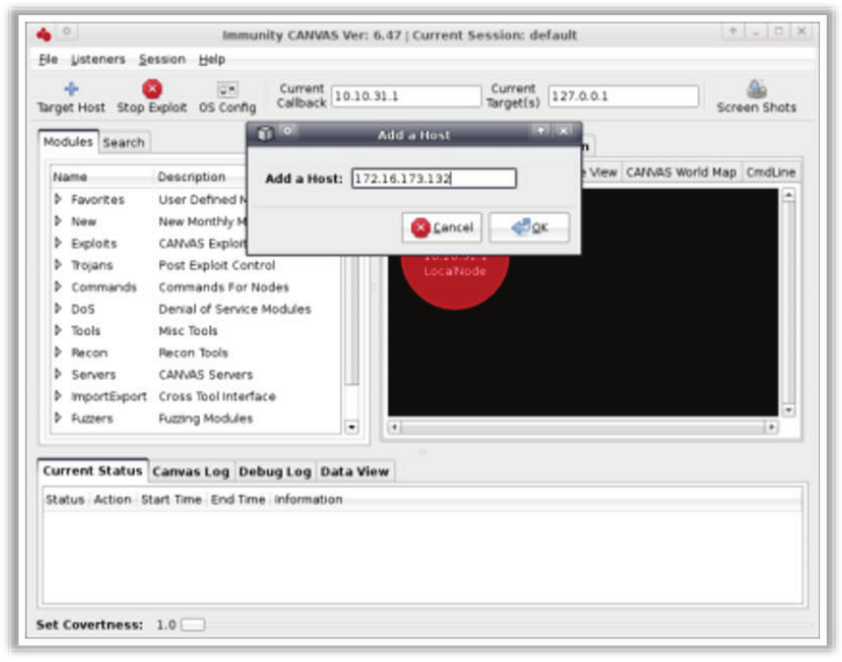 Immunity CANVAS Ver: 6.47 | Current Session: default
File Listeners Session Help
Target Host Stop Exploit OS Config Current Callback 10.10.31.1 Current Target(s) 127.0.0.1 Screen Shots
Add a Host
Modules Search
Name Description View CANVAS World Map CmdLine
Add a Host: 172.16.173.132
Favorites User Defined
New New Monthly
Cancel OK
Exploits CANVAS Exploit
Trojans Post Exploit Control
LocalNode
Commands Commands For Nodes
DoS Denial of Service Modules
Tools Misc Tools
Recon Recon Tools
Servers CANVAS Servers
ImportExport Cross Tool Interface
Fuzzers Fuzzing Modules
Current Status Canvas Log Debug Log Data View
Status Action Start Time End Time Information
Set Covertness: 1.0